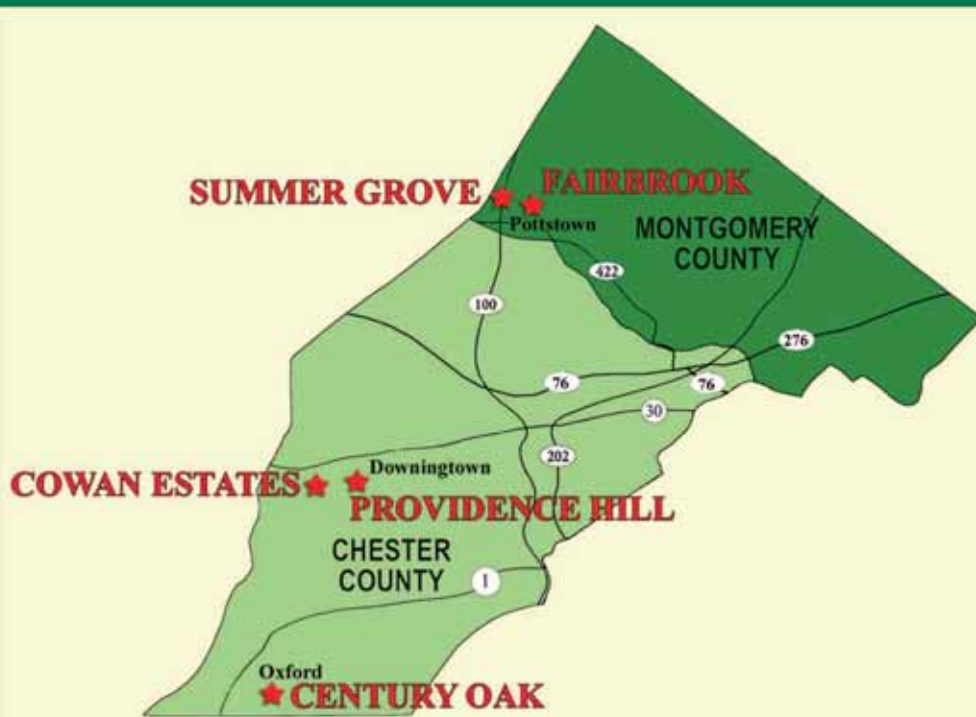 SUMMER GROVE
FAIRBROOK
Pottstown
MONTGOMERY
COUNTY
422
100
276
76
76
30
202
COWAN ESTATES
Downingtown
PROVIDENCE HILL
CHESTER
COUNTY
1
Oxford
CENTURY OAK